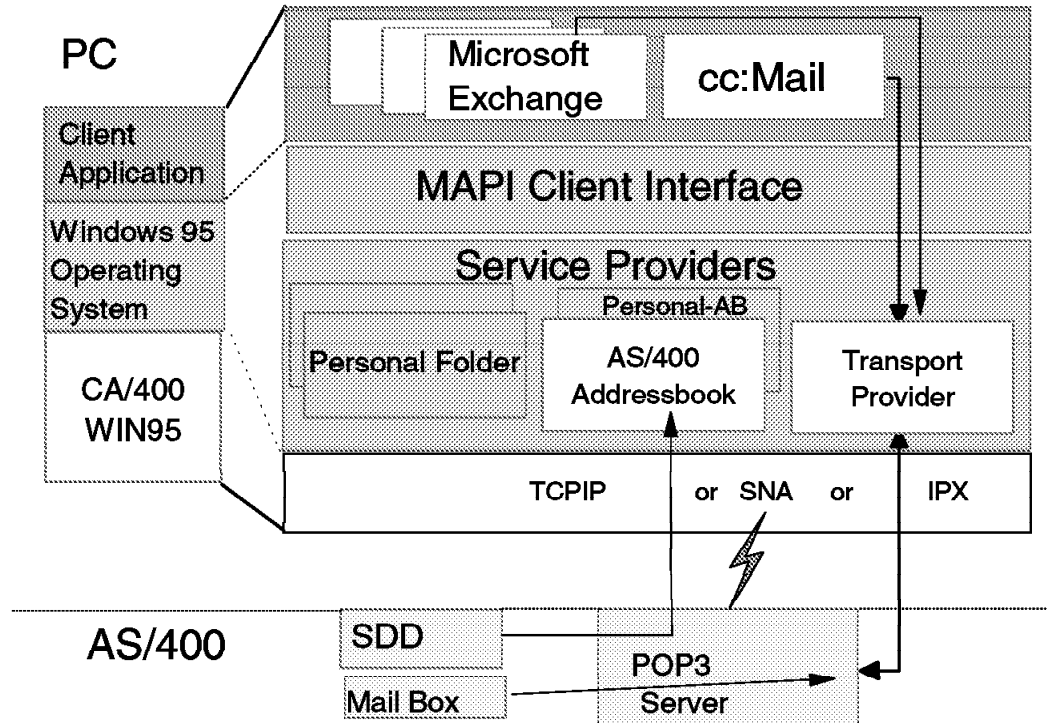 PC
Microsoft
Exchange
cc:Mail
Client
Application
MAPI Client Interface
Windows 95
Operating
System
Service Providers
Personal-AB
Personal Folder
AS/400
Addressbook
Transport
Provider
CA/400
WIN95
TCPIP or SNA or IPX
AS/400
SDD
Mail Box
POP3
Server